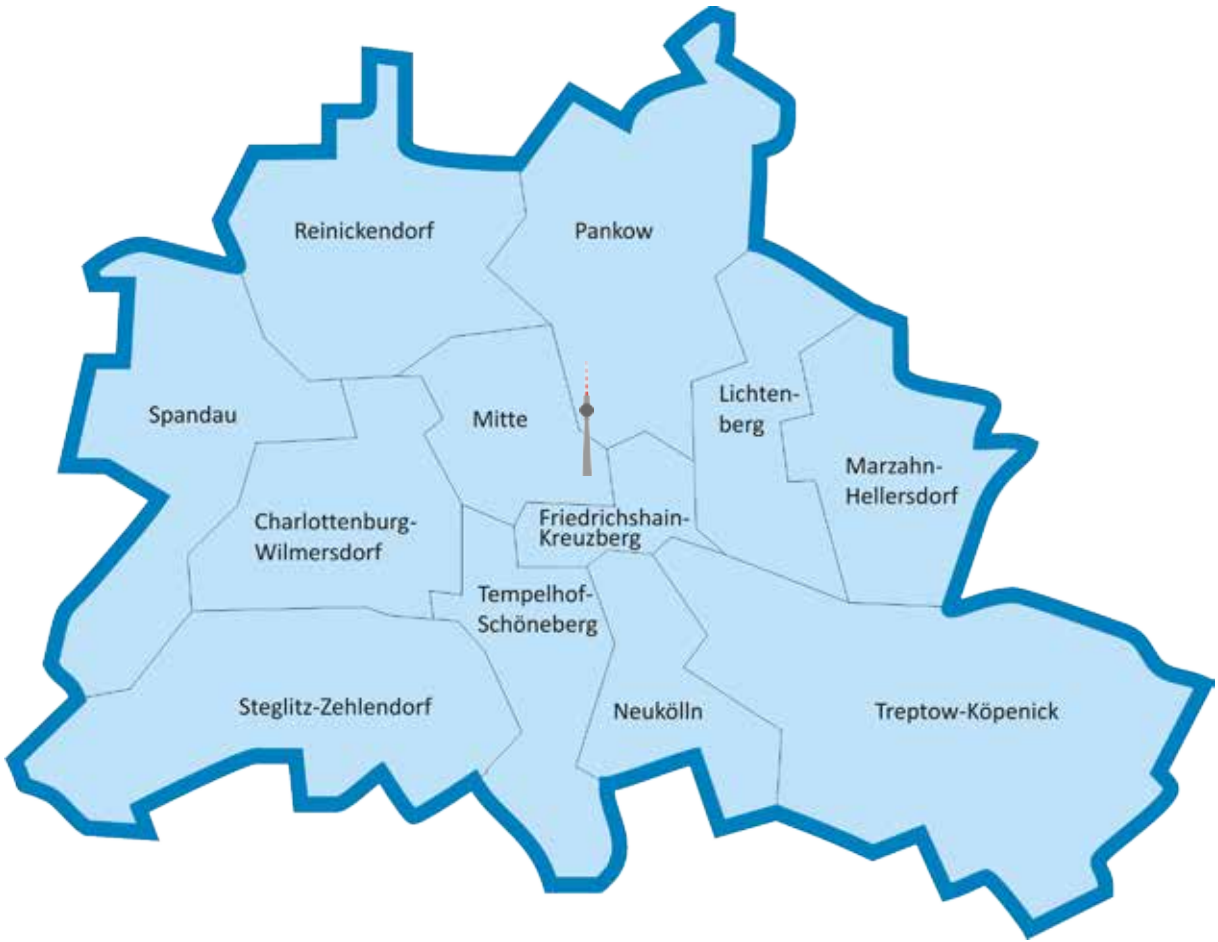 Reinickendorf
Pankow
Spandau
Mitte
Lichten-
berg
Marzahn-
Hellersdorf
Charlottenburg-
Wilmersdorf
Friedrichshain-
Kreuzberg
Tempelhof-
Schöneberg
Steglitz-Zehlendorf
Neukölln
Treptow-Köpenick